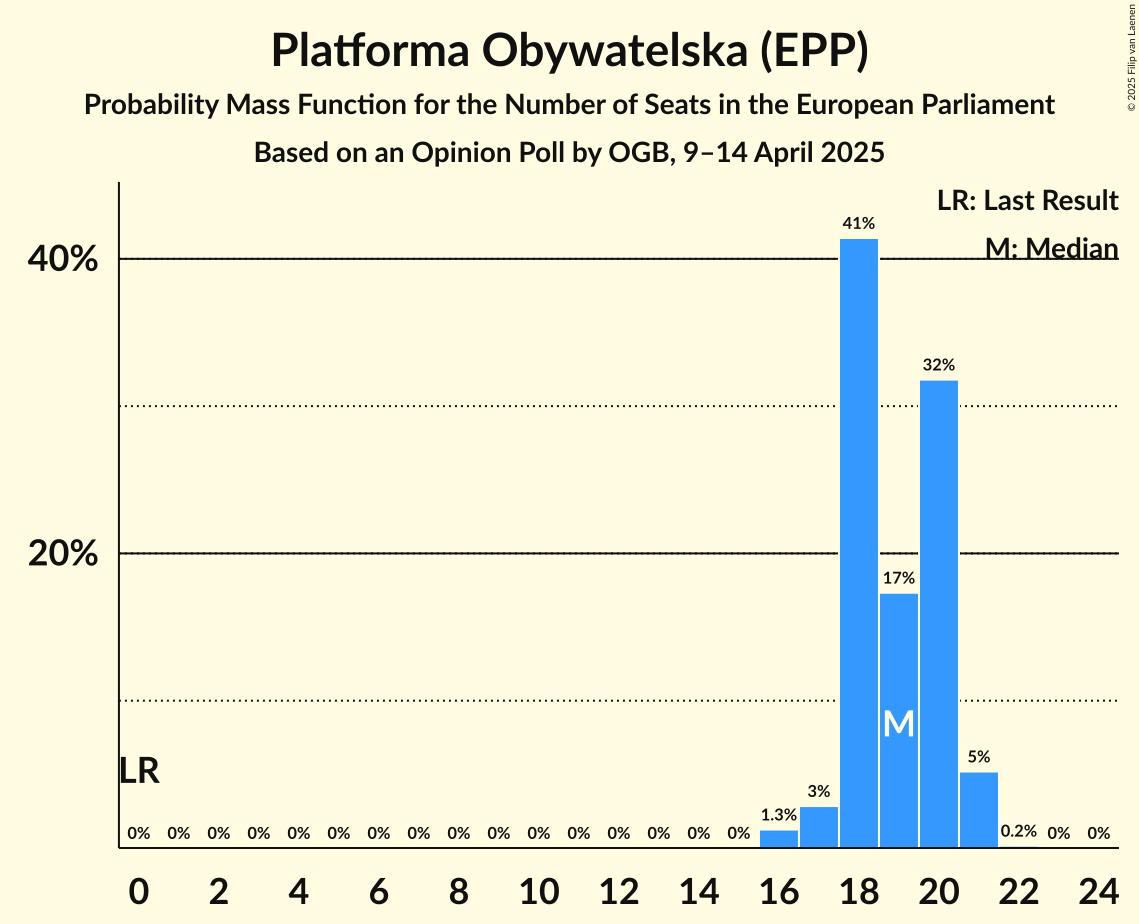 Platforma Obywatelska (EPP)
Probability Mass Function for the Number of Seats in the European Parliament
Based on an Opinion Poll by OGB, 9–14 April 2025
© 2025 Filip van Laenen
LR: Last Result
M: Median
40%
20%
41%
32%
17%
M
5%
LR
3%
1.3%
0% 0% 0% 0% 0% 0% 0% 0% 0% 0% 0% 0% 0% 0% 0% 0% 0.2% 0% 0%
0 2 4 6 8 10 12 14 16 18 20 22 24